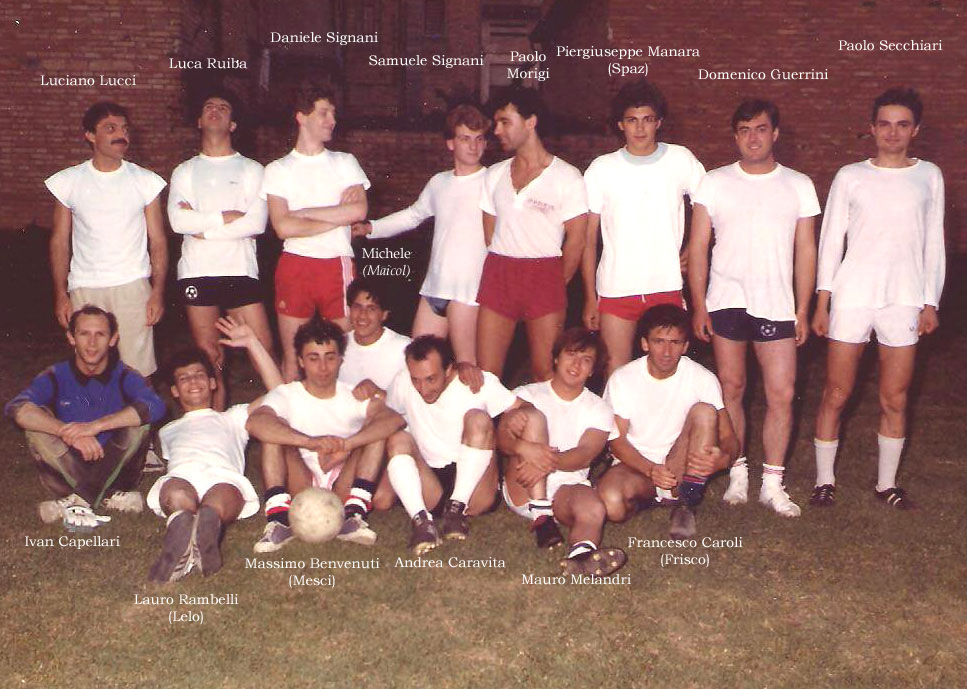 Luciano Lucci
Luca Ruiba
Daniele Signani
Samuele Signani
Paolo
Morigi
Piergiuseppe Manara
(Spaz)
Domenico Guerrini
Paolo Secchiari
Michele
(Maicol)
Ivan Capellari
Lauro Rambelli
(Lelo)
Massimo Benvenuti
(Mesci)
Andrea Caravita
Mauro Melandri
Francesco Caroli
(Frisco)